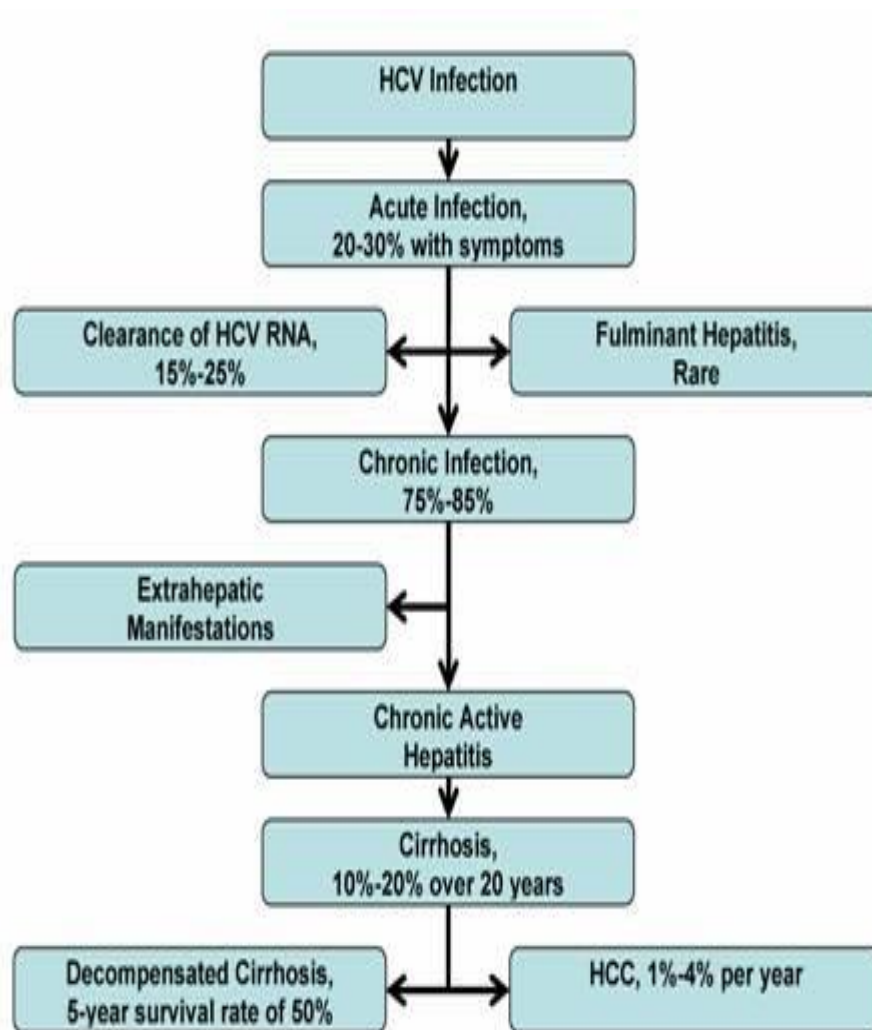 HCV Infection
Acute Infection,
20-30% with symptoms
Clearance of HCV RNA,
15%-25%
Fulminant Hepatitis,
Rare
Chronic Infection,
75%-85%
Extrahepatic
Manifestations
Chronic Active
Hepatitis
Cirrhosis,
10%-20% over 20 years
Decompensated Cirrhosis,
5-year survival rate of 50%
HCC, 1%-4% per year